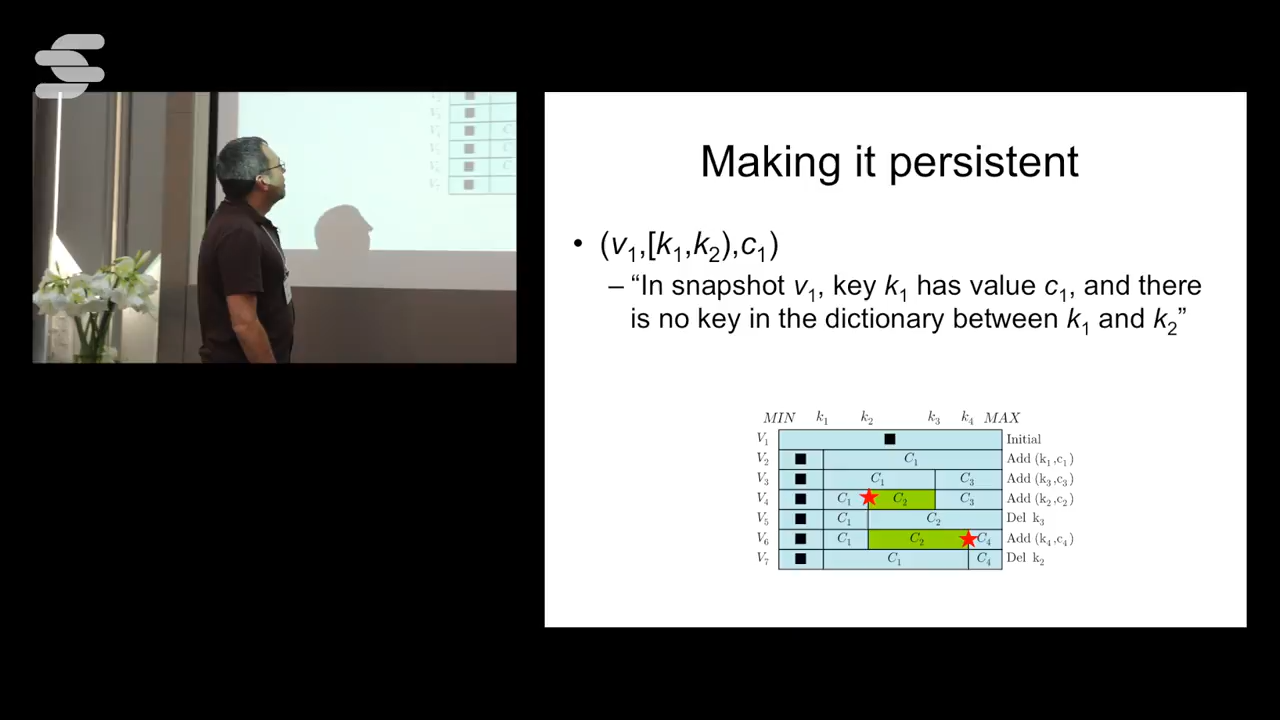 Making it persistent
• (v₁,[k₁,k₂),c₁)
– “In snapshot v₁, key k₁ has value c₁, and there
is no key in the dictionary between k₁ and k₂”
MIN k₁ k₂ k₃ k₄ MAX
V₁ ■ Initial
V₂ ■ C₁ Add (k₁,c₁)
V₃ ■ C₁ C₃ Add (k₃,c₃)
V₄ ■ C₁ C₂ C₃ Add (k₂,c₂)
V₅ ■ C₁ C₂ Del k₃
V₆ ■ C₁ C₂ C₄ Add (k₄,c₄)
V₇ ■ C₁ C₄ Del k₂